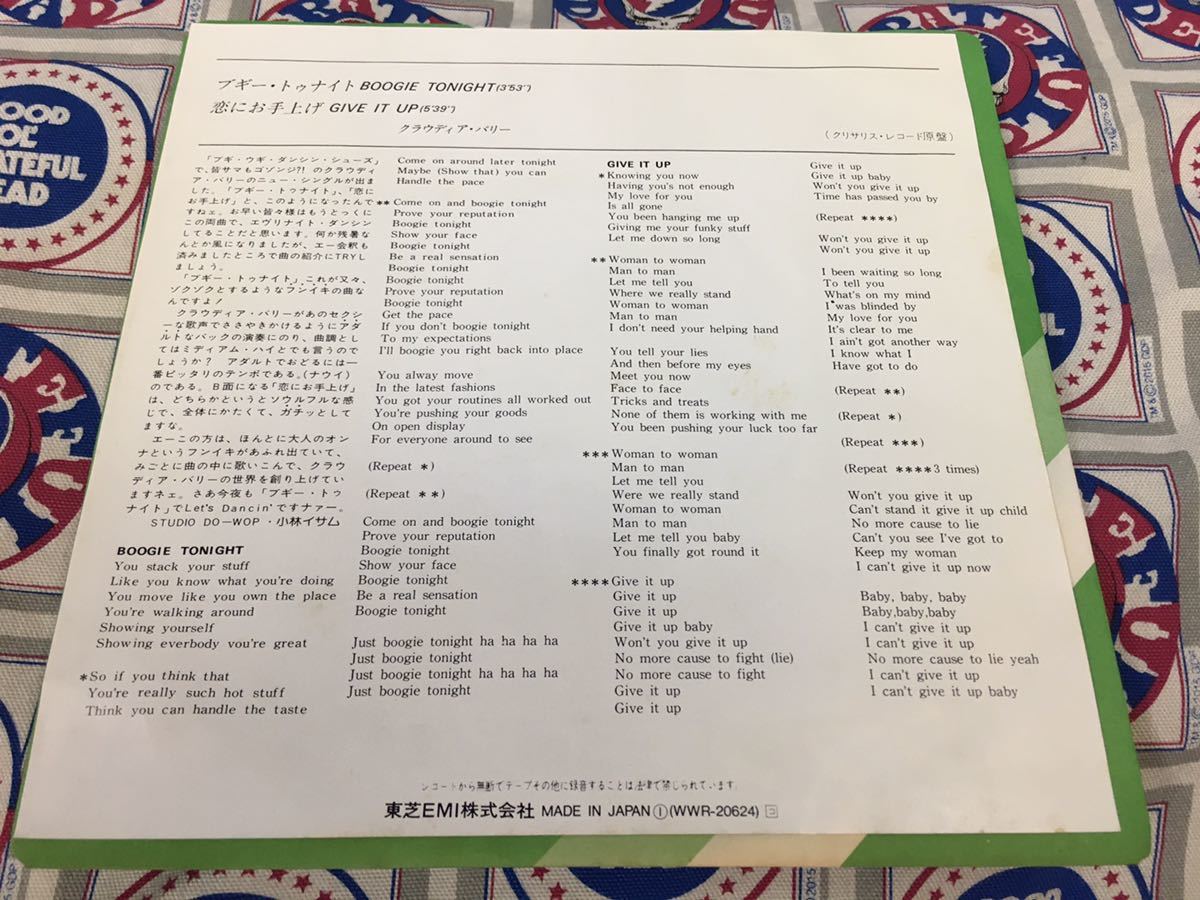 ブギー・トゥナイト BOOGIE TONIGHT(3'53")
恋にお手上げ GIVE IT UP(5'39")
クラウディア・バリー
(クリサリス・レコード原盤)
「ブギ・ウギ・ダンシン・シューズ」
で、皆サマもゴゾンジ?! のクラウデ
ィア・バリーのニュー・シングルが出ま
した。「ブギー・トゥナイト」、「恋に
お手上げ」と、このようになったんで
すねェ。お早い皆々様はもうとっくに
この両曲で、エヴリナイト・ダンシン
してることだと思います。何か残暑な
んとか風になりましたが、エー会釈も
済みましたところで曲の紹介にTRYし
ましょう。
「ブギー・トゥナイト」これが又々、
ゾクゾクとするようなフンイキの曲な
んですよ!
クラウディア・バリーがあのセクシ
ーな歌声でささやきかけるようにアダ
ルトなバックの演奏にのり、曲調とし
てはミディアム・ハイとでも言うので
しょうか? アダルトでおどるには一
番ピッタリのテンポである。(ナウイ)
のである。B面になる「恋にお手上げ」
は、どちらかというとソウルフルな感
じで、全体にかたくて、ガチッとして
ますな。
エーこの方は、ほんとに大人のオン
ナというフンイキがあふれ出ていて、
みごとに曲の中に歌いこんで、クラウ
ディア・バリーの世界を創り上げてい
ますネェ。さあ今夜も「ブギー・トゥ
ナイト」でLet's Dancin'ですナァー。
STUDIO DO-WOP・小林イサム
BOOGIE TONIGHT
You stack your stuff
Like you know what you're doing
You move like you own the place
You're walking around
Showing yourself
Showing everbody vou're great
*So if you think that
You're really such hot stuff
Think you can handle the taste
Come on around later tonight
Maybe (Show that) you can
Handle the pace
**Come on and boogie tonight
Prove your reputation
Boogie tonight
Show your face
Boogie tonight
Be a real sensation
Boogie tonight
Boogie tonight
Prove your reputation
Boogie tonight
Get the pace
If you don't boogie tonight
To my expectations
I'll boogie you right back into place
You alway move
In the latest fashions
You got your routines all worked out
You're pushing your goods
On open display
For everyone around to see
(Repeat *)
(Repeat **)
Come on and boogie tonight
Prove your reputation
Boogie tonight
Show your face
Boogie tonight
Be a real sensation
Boogie tonight
Just boogie tonight ha ha ha ha
Just boogie tonight
Just boogie tonight ha ha ha ha
Just boogie tonight
GIVE IT UP
*Knowing you now
Having you's not enough
My love for you
Is all gone
You been hanging me up
Giving me your funky stuff
Let me down so long
**Woman to woman
Man to man
Let me tell you
Where we really stand
Woman to woman
Man to man
I don't need your helping hand
You tell your lies
And then before my eyes
Meet you now
Face to face
Tricks and treats
None of them is working with me
You been pushing your luck too far
***Woman to woman
Man to man
Let me tell you
Were we really stand
Woman to woman
Man to man
Let me tell you baby
You finally got round it
****Give it up
Give it up
Give it up
Give it up baby
Won't you give it up
No more cause to fight (lie)
No more cause to fight
Give it up
Give it up
Give it up
Give it up baby
Won't you give it up
Time has passed you by
(Repeat ****)
Won't you give it up
Won't you give it up
I been waiting so long
To tell you
What's on my mind
I was blinded by
My love for you
It's clear to me
I ain't got another way
I know what I
Have got to do
(Repeat **)
(Repeat *)
(Repeat ***)
(Repeat ****3 times)
Won't you give it up
Can't stand it give it up child
No more cause to lie
Can't you see I've got to
Keep my woman
I can't give it up now
Baby, baby, baby
Baby,baby,baby
I can't give it up
I can't give it up
No more cause to lie yeah
I can't give it up
I can't give it up baby
レコードから無断でテープその他に録音することは法律で禁じられています.
東芝EMI株式会社 MADE IN JAPAN Ⓘ(WWR-20624) コ